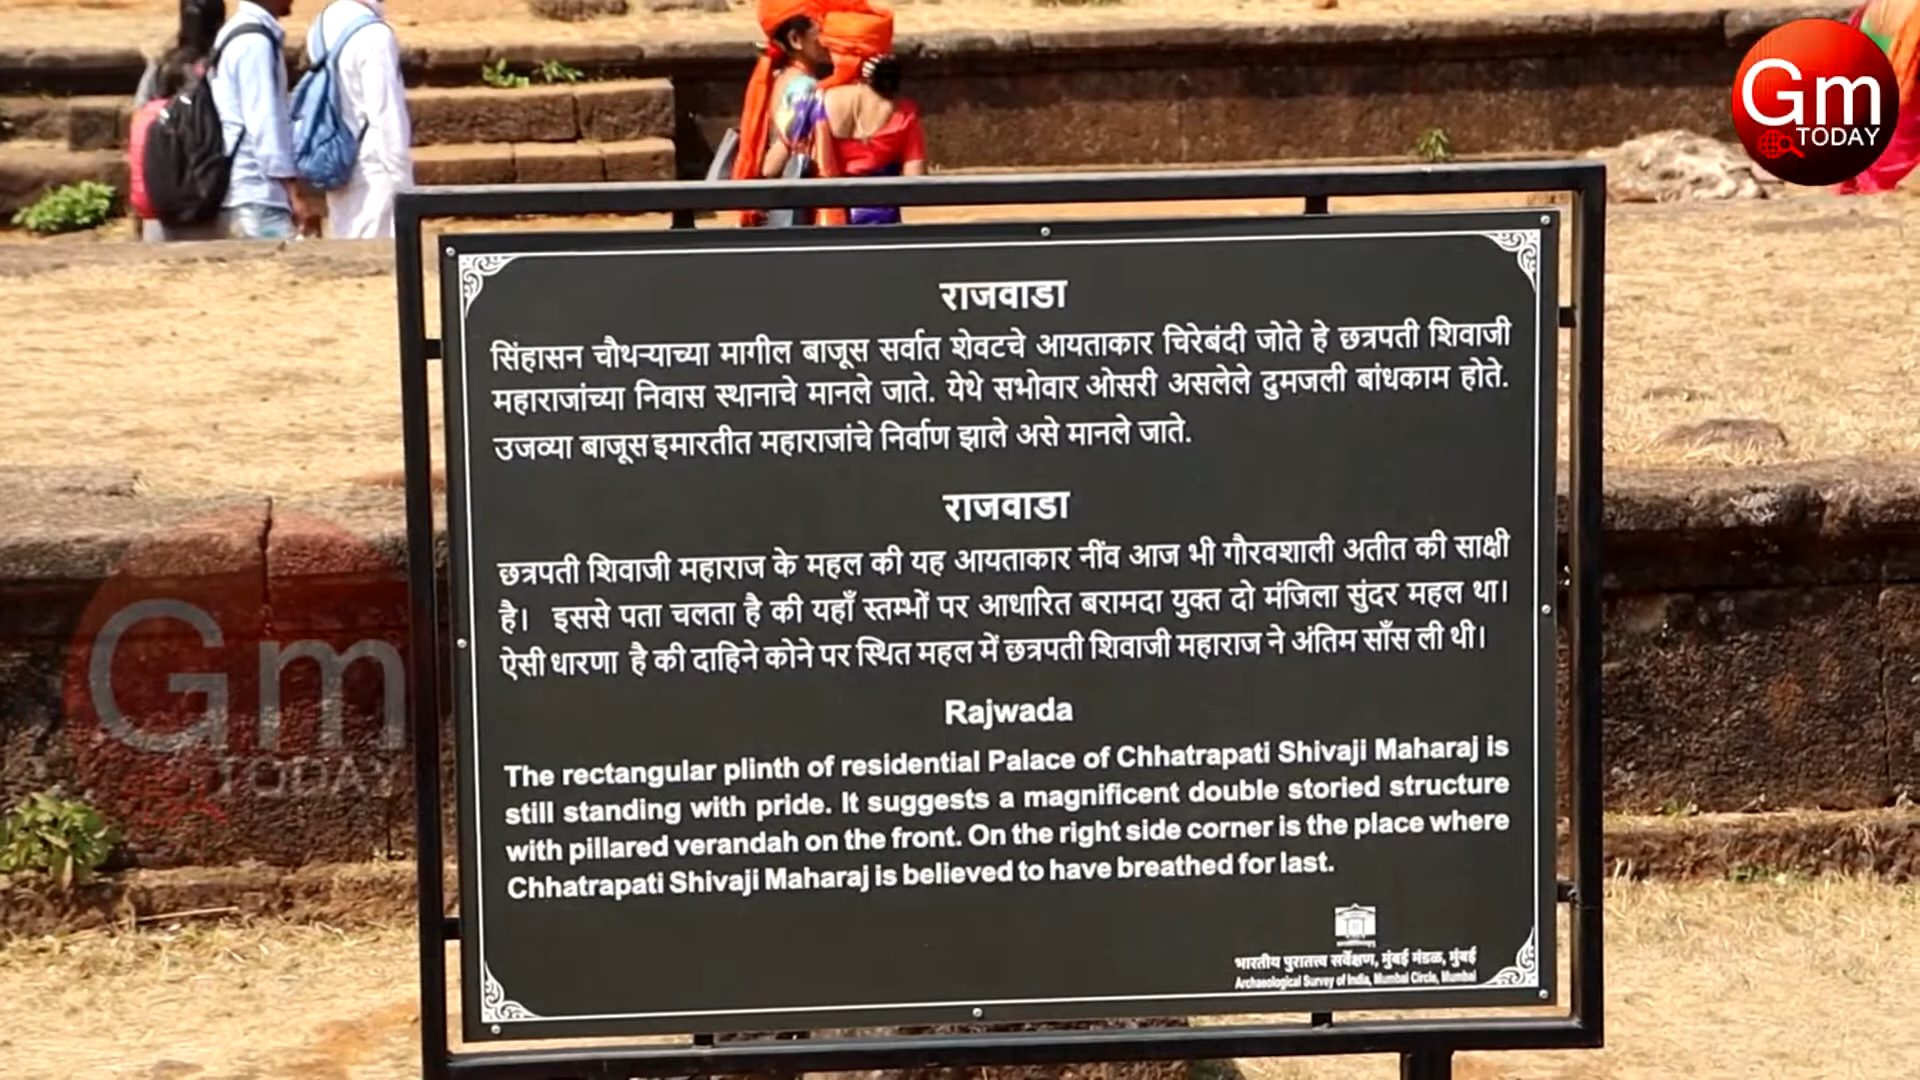 Gm
TODAY
राजवाडा
सिंहासन चौथऱ्याच्या मागील बाजूस सर्वात शेवटचे आयताकार चिरेबंदी जोते हे छत्रपती शिवाजी
महाराजांच्या निवास स्थानाचे मानले जाते. येथे सभोवार ओसरी असलेले दुमजली बांधकाम होते.
उजव्या बाजूस इमारतीत महाराजांचे निर्वाण झाले असे मानले जाते.
राजवाडा
छत्रपती शिवाजी महाराज के महल की यह आयताकार नींव आज भी गौरवशाली अतीत की साक्षी
है। इससे पता चलता है की यहाँ स्तम्भों पर आधारित बरामदा युक्त दो मंजिला सुंदर महल था।
ऐसी धारणा है की दाहिने कोने पर स्थित महल में छत्रपती शिवाजी महाराज ने अंतिम साँस ली थी।
Rajwada
The rectangular plinth of residential Palace of Chhatrapati Shivaji Maharaj is
still standing with pride. It suggests a magnificent double storied structure
with pillared verandah on the front. On the right side corner is the place where
Chhatrapati Shivaji Maharaj is believed to have breathed for last.
भारतीय पुरातत्व सर्वेक्षण, मुंबई मंडळ, मुंबई
Archaeological Survey of India, Mumbai Circle, Mumbai
Gm
TODAY